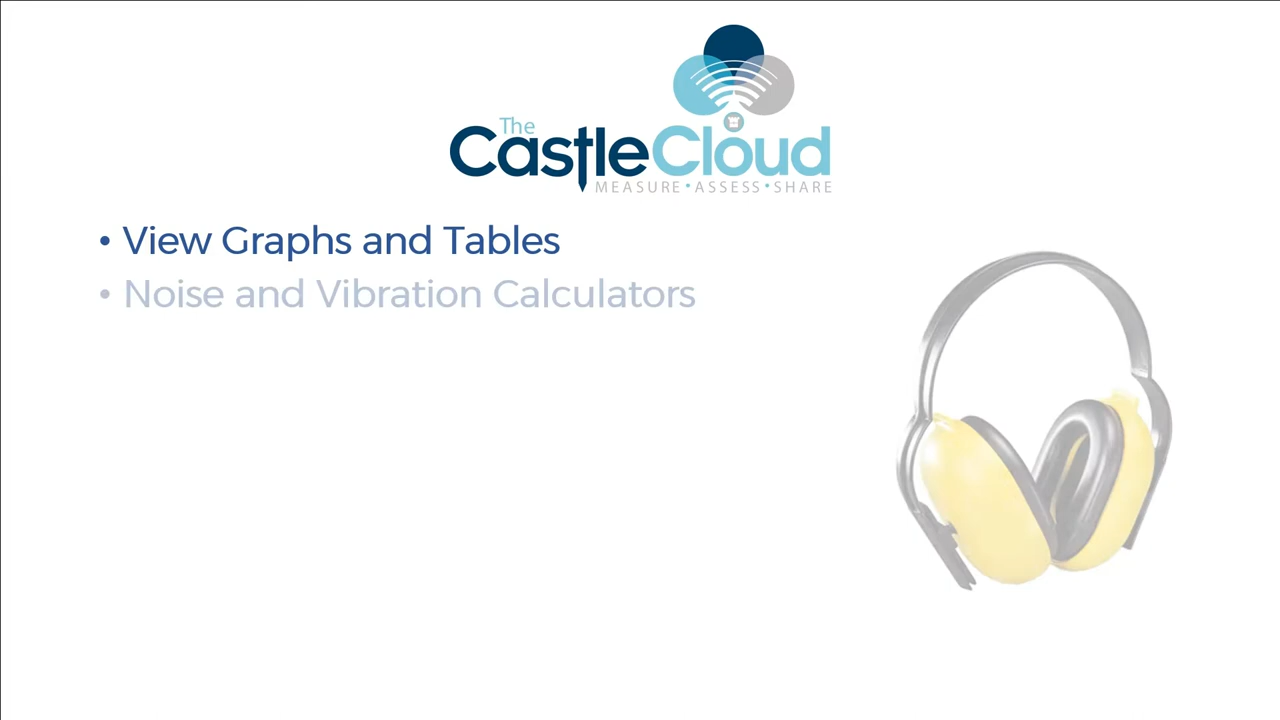 The
CastleCloud
MEASURE • ASSESS • SHARE
• View Graphs and Tables
• Noise and Vibration Calculators